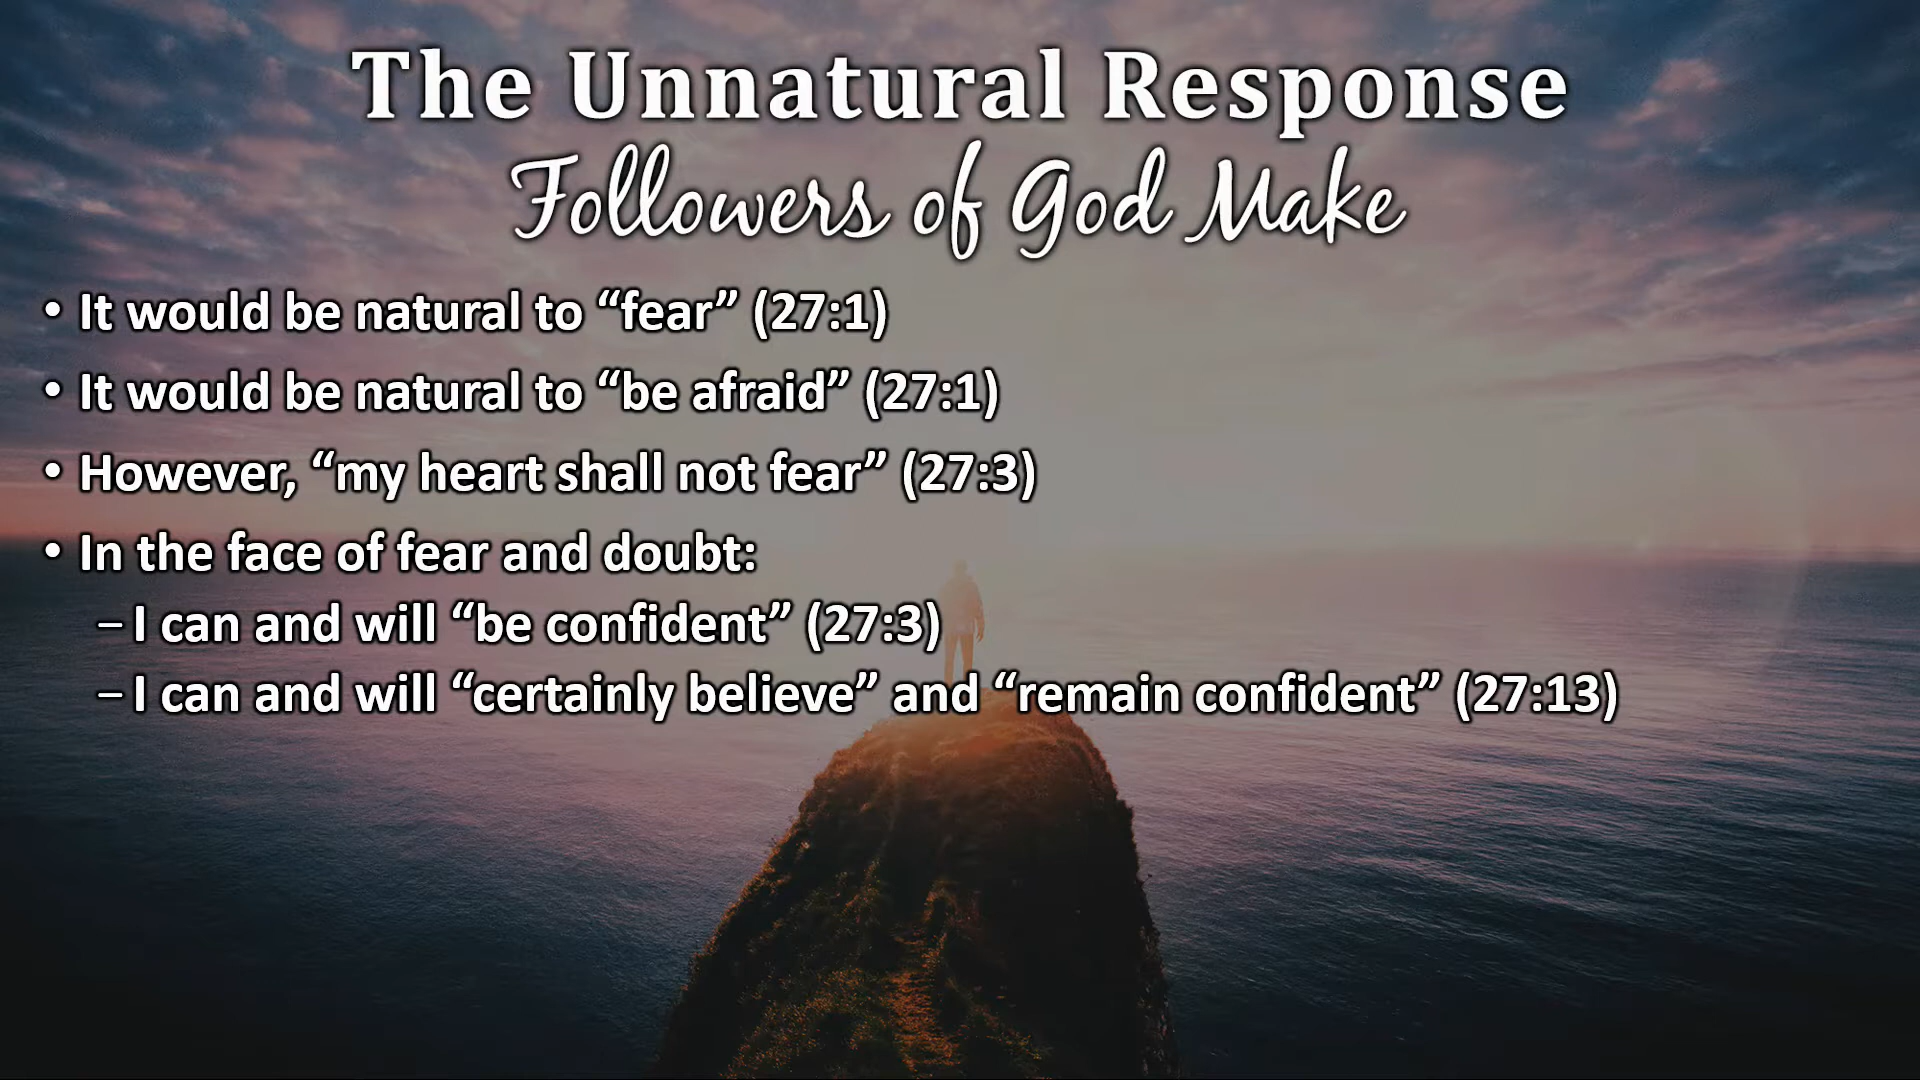 The Unnatural Response
Followers of God Make
• It would be natural to “fear” (27:1)
• It would be natural to “be afraid” (27:1)
• However, “my heart shall not fear” (27:3)
• In the face of fear and doubt:
– I can and will “be confident” (27:3)
– I can and will “certainly believe” and “remain confident” (27:13)